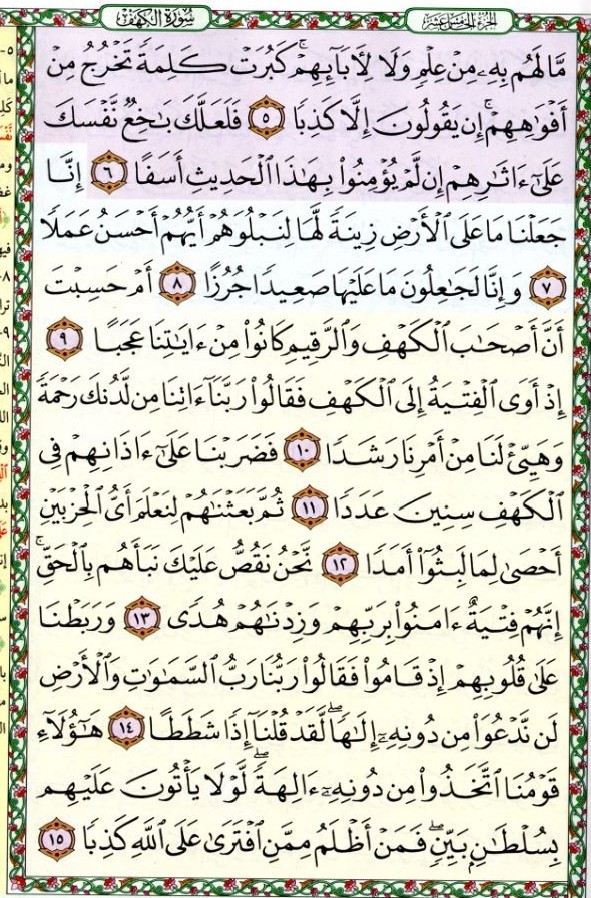 الجزء الخامس عشر
سورة الكهف
مَّا لَهُم بِهِۦ مِنْ عِلْمٍ وَلَا لِأَبَآئِهِمْ ۚ كَبُرَتْ كَلِمَةً تَخْرُجُ مِنْ
أَفْوَٰهِهِمْ ۚ إِن يَقُولُونَ إِلَّا كَذِبًا ٥ فَلَعَلَّكَ بَـٰخِعٌ نَّفْسَكَ
عَلَىٰٓ ءَاثَـٰرِهِمْ إِن لَّمْ يُؤْمِنُوا۟ بِهَـٰذَا ٱلْحَدِيثِ أَسَفًا ٦ إِنَّا
جَعَلْنَا مَا عَلَى ٱلْأَرْضِ زِينَةً لَّهَا لِنَبْلُوَهُمْ أَيُّهُمْ أَحْسَنُ عَمَلًا
٧ وَإِنَّا لَجَـٰعِلُونَ مَا عَلَيْهَا صَعِيدًا جُرُزًا ٨ أَمْ حَسِبْتَ
أَنَّ أَصْحَـٰبَ ٱلْكَهْفِ وَٱلرَّقِيمِ كَانُوا۟ مِنْ ءَايَـٰتِنَا عَجَبًا ٩
إِذْ أَوَى ٱلْفِتْيَةُ إِلَى ٱلْكَهْفِ فَقَالُوا۟ رَبَّنَآ ءَاتِنَا مِن لَّدُنكَ رَحْمَةً
وَهَيِّئْ لَنَا مِنْ أَمْرِنَا رَشَدًا ١٠ فَضَرَبْنَا عَلَىٰٓ ءَاذَانِهِمْ فِى
ٱلْكَهْفِ سِنِينَ عَدَدًا ١١ ثُمَّ بَعَثْنَـٰهُمْ لِنَعْلَمَ أَىُّ ٱلْحِزْبَيْنِ
أَحْصَىٰ لِمَا لَبِثُوٓا۟ أَمَدًا ١٢ نَّحْنُ نَقُصُّ عَلَيْكَ نَبَأَهُم بِٱلْحَقِّ ۚ
إِنَّهُمْ فِتْيَةٌ ءَامَنُوا۟ بِرَبِّهِمْ وَزِدْنَـٰهُمْ هُدًى ١٣ وَرَبَطْنَا
عَلَىٰ قُلُوبِهِمْ إِذْ قَامُوا۟ فَقَالُوا۟ رَبُّنَا رَبُّ ٱلسَّمَـٰوَٰتِ وَٱلْأَرْضِ
لَن نَّدْعُوَا۟ مِن دُونِهِۦٓ إِلَـٰهًا ۖ لَّقَدْ قُلْنَآ إِذًا شَطَطًا ١٤ هَـٰٓؤُلَآءِ
قَوْمُنَا ٱتَّخَذُوا۟ مِن دُونِهِۦٓ ءَالِهَةً ۖ لَّوْلَا يَأْتُونَ عَلَيْهِم
بِسُلْطَـٰنٍۭ بَيِّنٍ ۖ فَمَنْ أَظْلَمُ مِمَّنِ ٱفْتَرَىٰ عَلَى ٱللَّهِ كَذِبًا ١٥